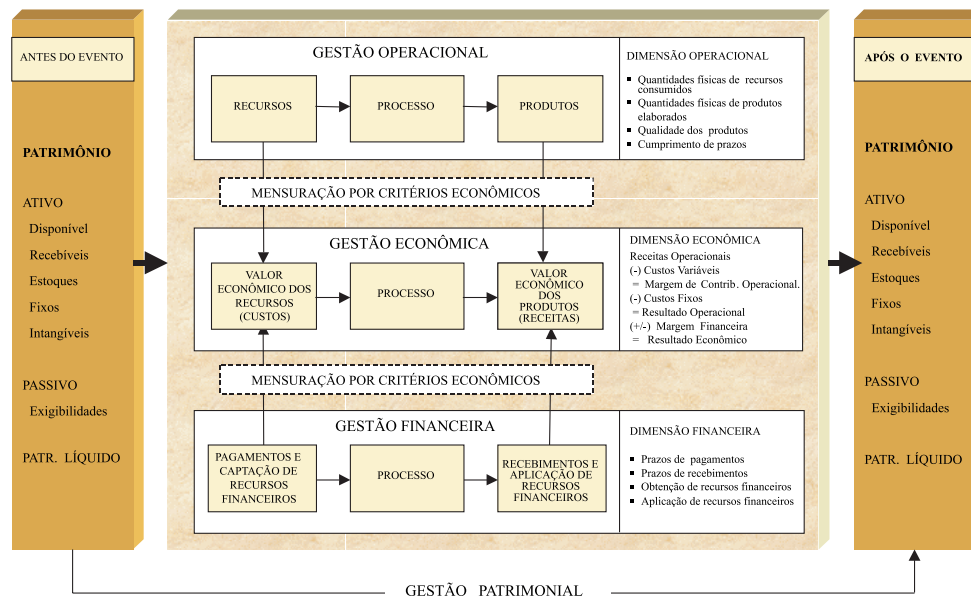 ANTES DO EVENTO
PATRIMÔNIO
ATIVO
Disponível
Recebíveis
Estoques
Fixos
Intangíveis
PASSIVO
Exigibilidades
PATR. LÍQUIDO
GESTÃO OPERACIONAL
RECURSOS
PROCESSO
PRODUTOS
DIMENSÃO OPERACIONAL
▪ Quantidades físicas de recursos
consumidos
▪ Quantidades físicas de produtos
elaborados
▪ Qualidade dos produtos
▪ Cumprimento de prazos
MENSURAÇÃO POR CRITÉRIOS ECONÔMICOS
GESTÃO ECONÔMICA
VALOR
ECONÔMICO DOS
RECURSOS
(CUSTOS)
PROCESSO
VALOR
ECONÔMICO
DOS
PRODUTOS
(RECEITAS)
DIMENSÃO ECONÔMICA
Receitas Operacionais
(-) Custos Variáveis
= Margem de Contrib. Operacional.
(-) Custos Fixos
= Resultado Operacional
(+/-) Margem Financeira
= Resultado Econômico
MENSURAÇÃO POR CRITÉRIOS ECONÔMICOS
GESTÃO FINANCEIRA
PAGAMENTOS E
CAPTAÇÃO DE
RECURSOS
FINANCEIROS
PROCESSO
RECEBIMENTOS E
APLICAÇÃO DE
RECURSOS
FINANCEIROS
DIMENSÃO FINANCEIRA
▪ Prazos de pagamentos
▪ Prazos de recebimentos
▪ Obtenção de recursos financeiros
▪ Aplicação de recursos financeiros
APÓS O EVENTO
PATRIMÔNIO
ATIVO
Disponível
Recebíveis
Estoques
Fixos
Intangíveis
PASSIVO
Exigibilidades
PATR. LÍQUIDO
GESTÃO PATRIMONIAL